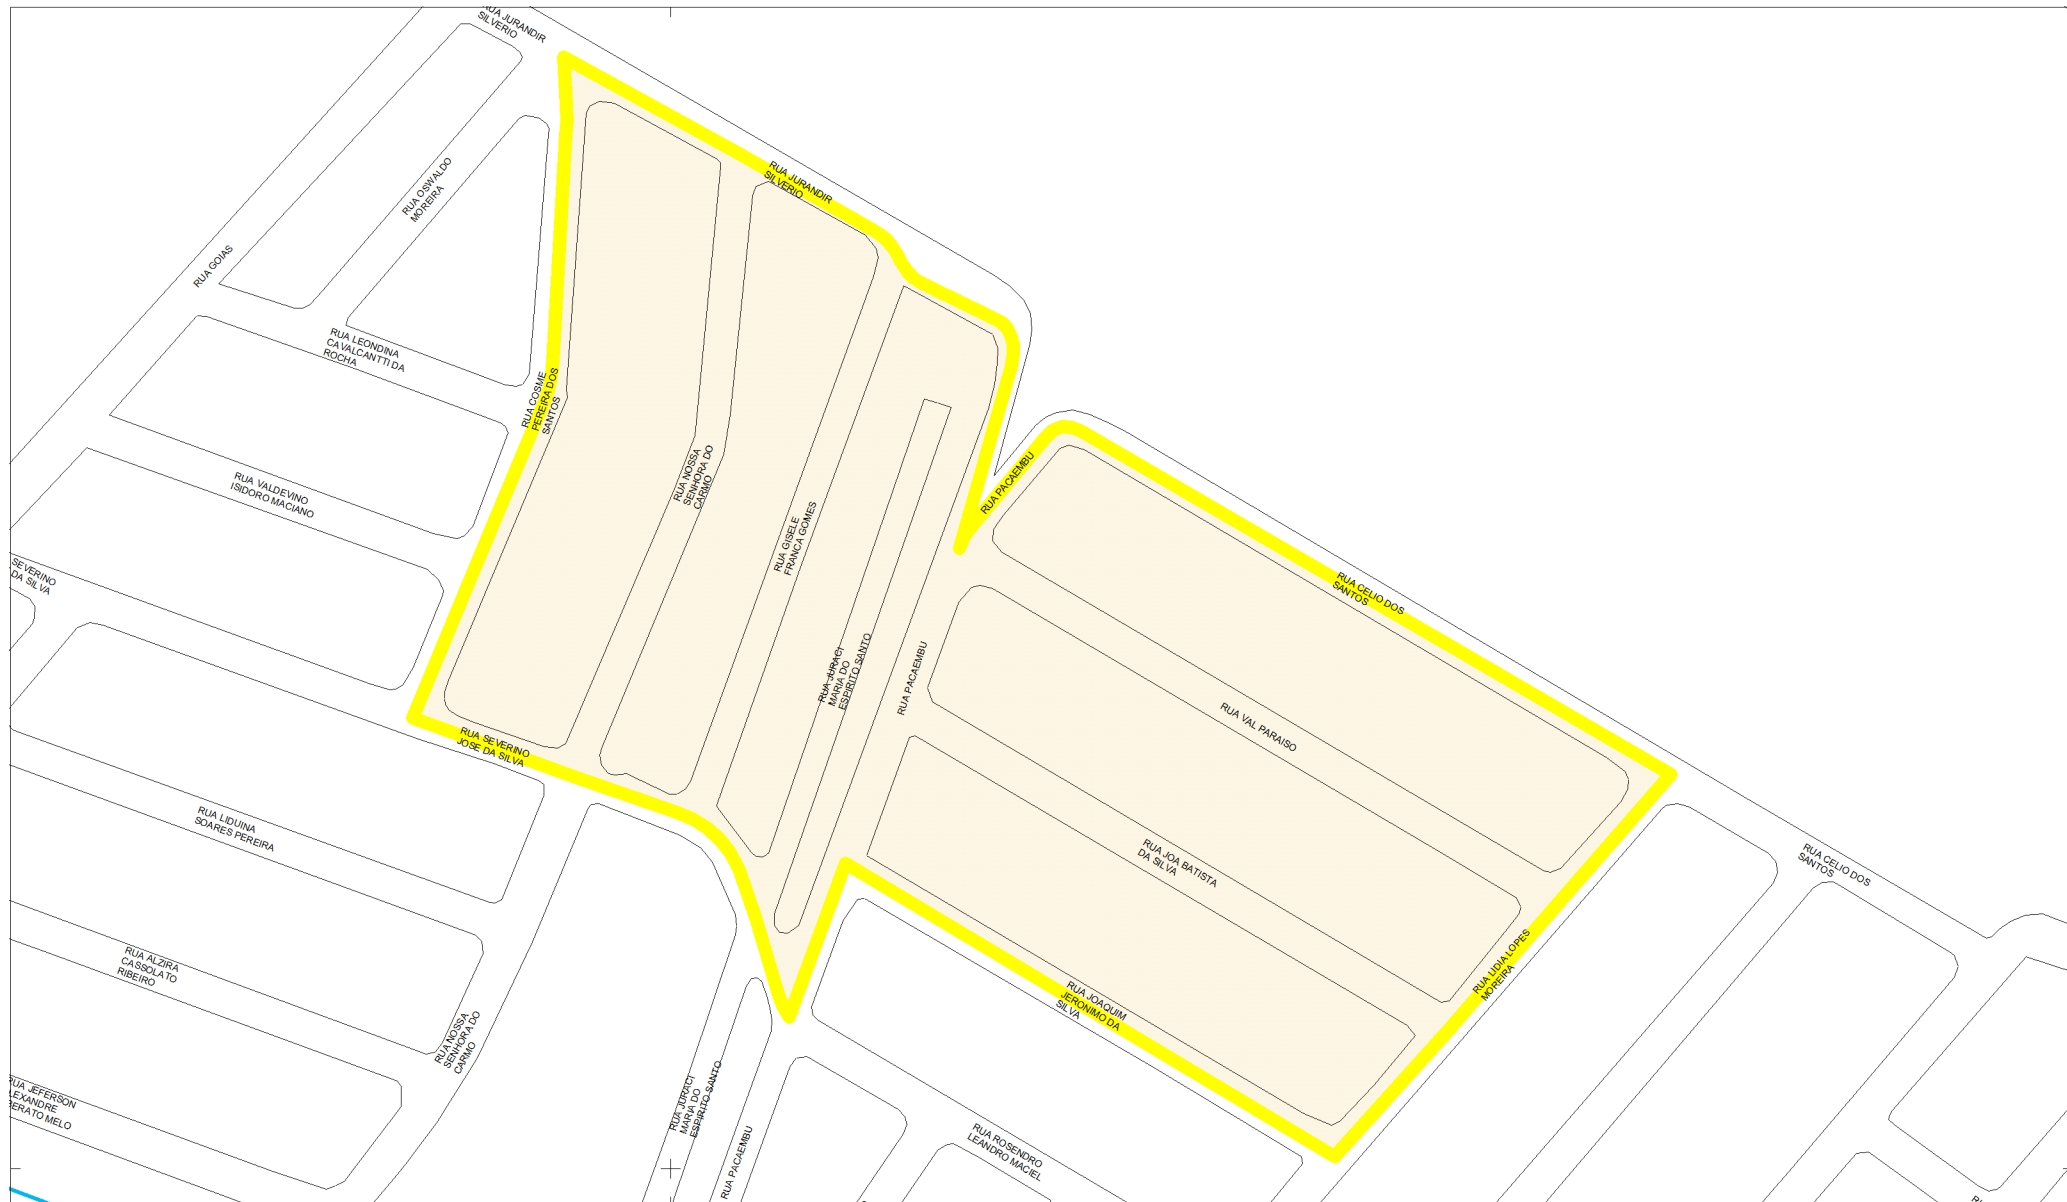 RUA JURANDIR
SILVERIO
RUA OSWALDO
MOREIRA
RUA JURANDIR
SILVERIO
RUA GOIAS
RUA LEONDINA
CAVALCANTTI DA
ROCHA
RUA COSME
PEREIRA DOS
SANTOS
RUA VALDEVINO
ISIDORO MACIANO
RUA NOSSA
SENHORA DO
CARMO
RUA PACAEMBU
RUA GISELE
FRANCA GOMES
SEVERINO
DA SILVA
RUA CELIO DOS
SANTOS
RUA JURACI
MARIA DO
ESPIRITO SANTO
RUA PACAEMBU
RUA VAL PARAISO
RUA SEVERINO
JOSE DA SILVA
RUA LIDUINA
SOARES PEREIRA
RUA JOA BATISTA
DA SILVA
RUA CELIO DOS
SANTOS
RUA ALZIRA
CASSOLATO
RIBEIRO
RUA LIDIA LOPES
MOREIRA
RUA JOAQUIM
JERONIMO DA
SILVA
RUA NOSSA
SENHORA DO
CARMO
RUA JEFERSON
LEXANDRE
BERATO MELO
RUA JURACI
MARIA DO
ESPIRITO SANTO
RUA PACAEMBU
RUA ROSENDRO
LEANDRO MACIEL